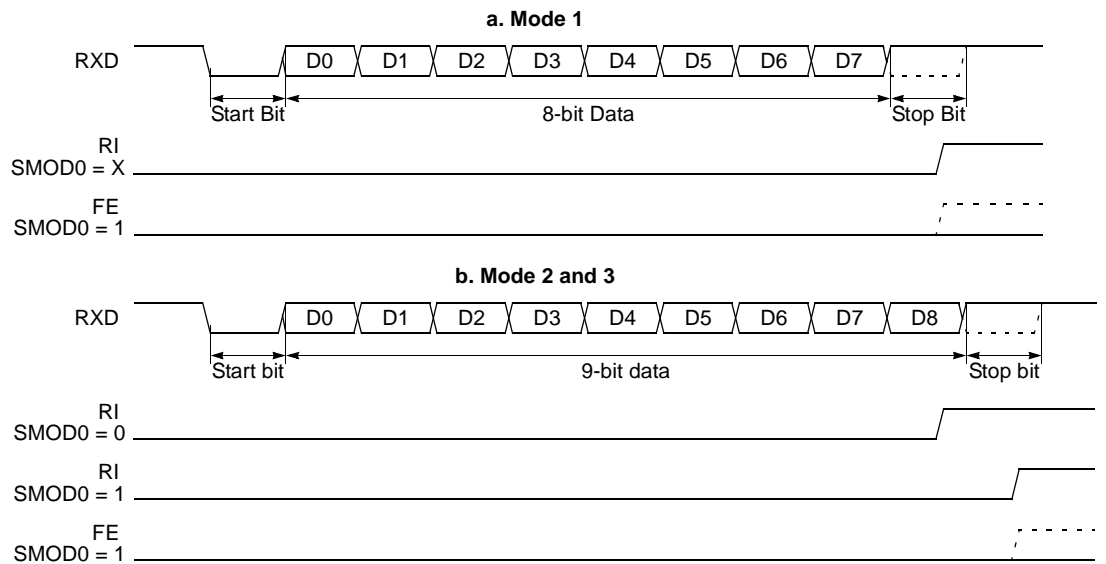 a. Mode 1
RXD D0 D1 D2 D3 D4 D5 D6 D7
Start Bit 8-bit Data Stop Bit
RI
SMOD0 = X
FE
SMOD0 = 1
b. Mode 2 and 3
RXD D0 D1 D2 D3 D4 D5 D6 D7 D8
Start bit 9-bit data Stop bit
RI
SMOD0 = 0
RI
SMOD0 = 1
FE
SMOD0 = 1